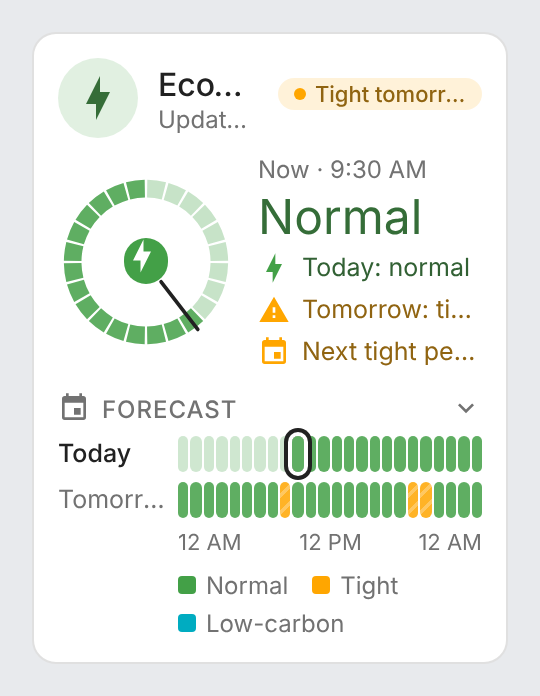 Eco...
Tight tomorr...
Updat...
Now · 9:30 AM
Normal
Today: normal
Tomorrow: ti...
Next tight pe...
FORECAST
Today
Tomorr...
12 AM 12 PM 12 AM
Normal Tight
Low-carbon